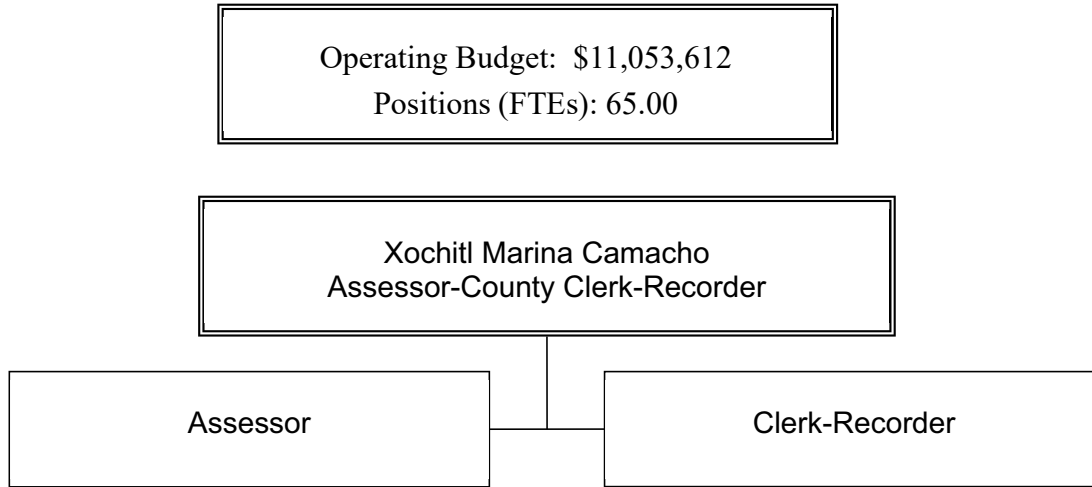 Operating Budget:  $11,053,612
Positions (FTEs): 65.00
Xochitl Marina Camacho
Assessor-County Clerk-Recorder
Assessor
Clerk-Recorder